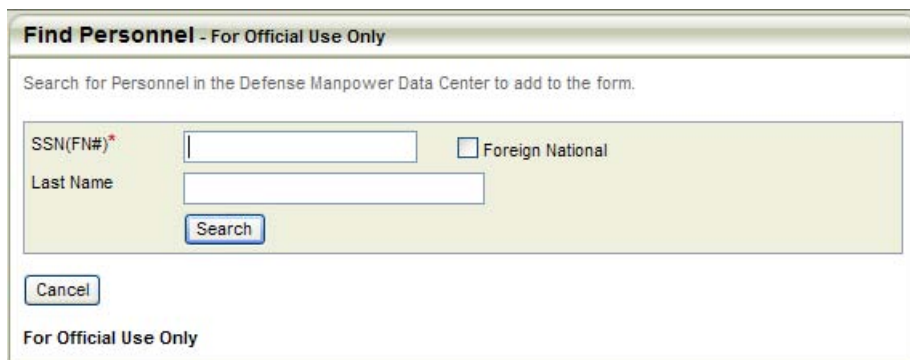 Find Personnel - For Official Use Only
Search for Personnel in the Defense Manpower Data Center to add to the form.
SSN(FN#)* Foreign National
Last Name
Search
Cancel
For Official Use Only